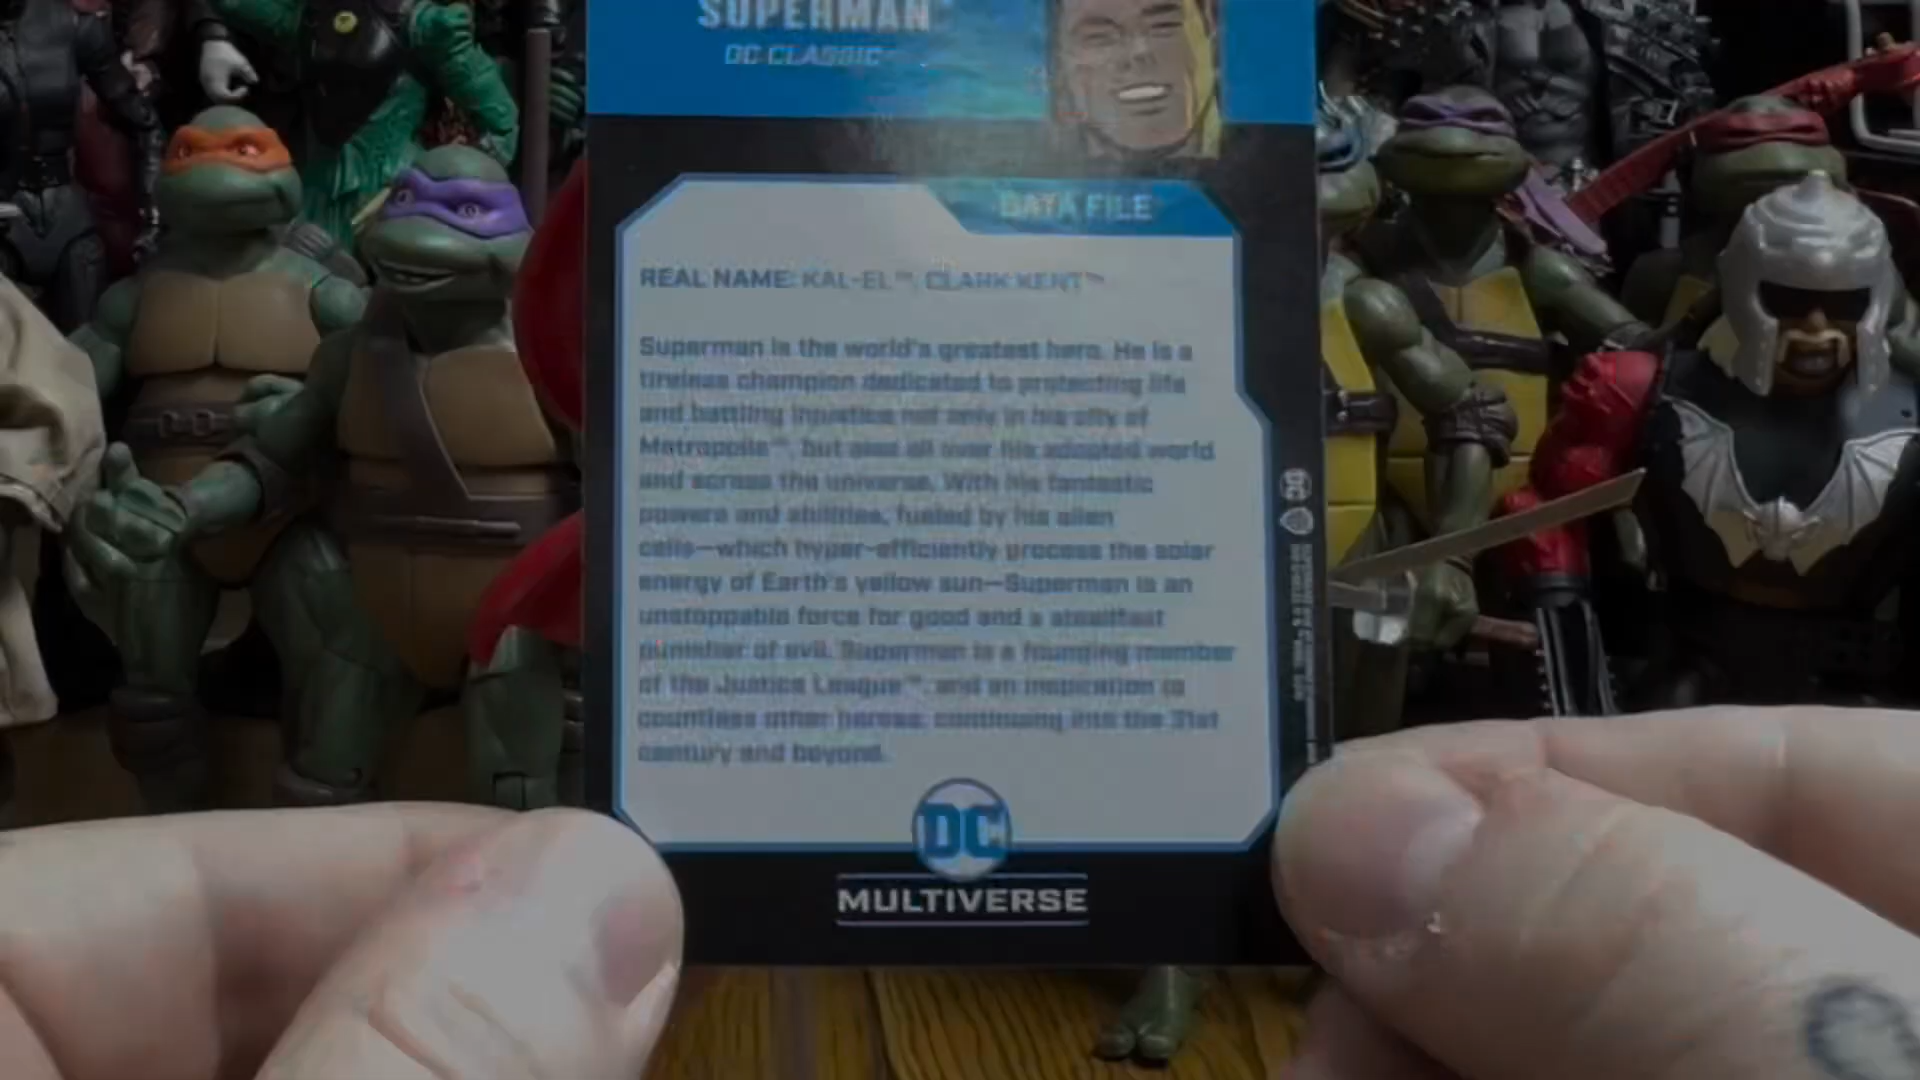 SUPERMAN
DC CLASSIC
DATA FILE
REAL NAME: KAL-EL™, CLARK KENT™
Superman is the world's greatest hero. He is a
tireless champion dedicated to protecting life
and battling injustice not only in his city of
Metropolis™, but also all over his adopted world
and across the universe. With his fantastic
powers and abilities, fueled by his alien
cells—which hyper-efficiently process the solar
energy of Earth's yellow sun—Superman is an
unstoppable force for good and a steadfast
punisher of evil. Superman is a founding member
of the Justice League™, and an inspiration to
countless other heroes, continuing into the 31st
century and beyond.
DC
MULTIVERSE
DC